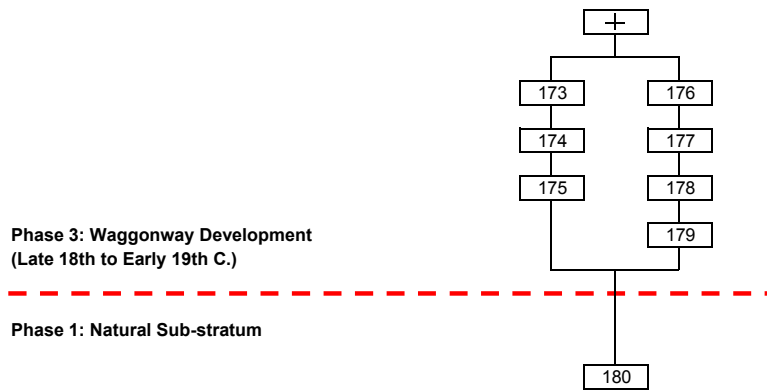 +
173 176
174 177
175 178
179
Phase 3: Waggonway Development
(Late 18th to Early 19th C.)
Phase 1: Natural Sub-stratum
180